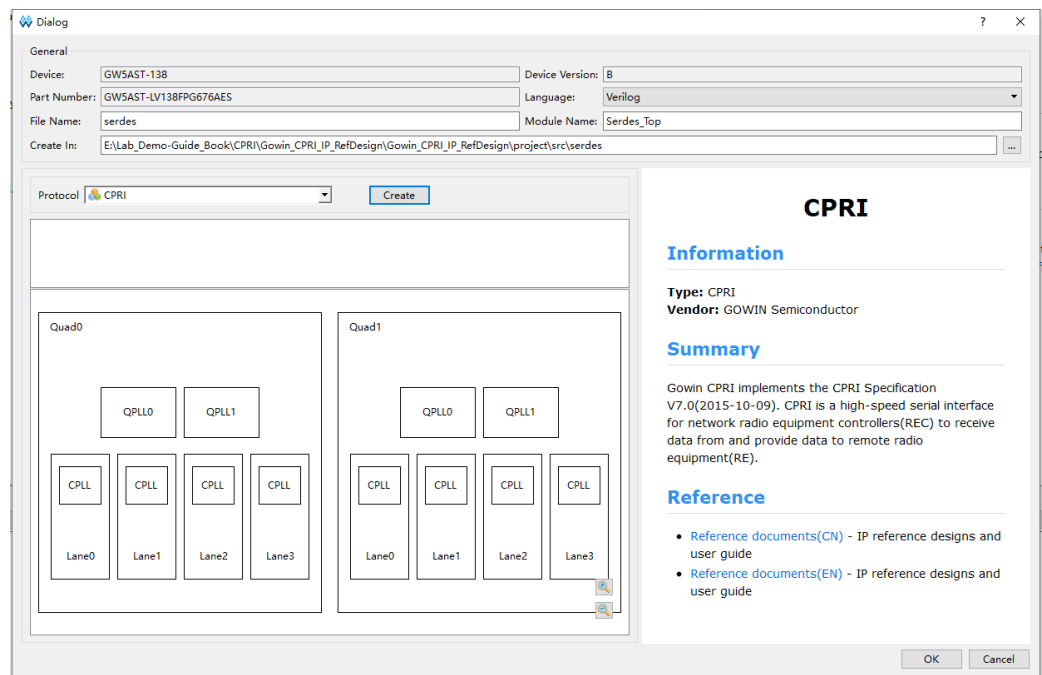 Dialog
General
Device: GW5AST-138 Device Version: B
Part Number: GW5AST-LV138FPG676AES Language: Verilog
File Name: serdes Module Name: Serdes_Top
Create In: E:\Lab_Demo-Guide_Book\CPRI\Gowin_CPRI_IP_RefDesign\Gowin_CPRI_IP_RefDesign\project\src\serdes ...
Protocol CPRI Create
Quad0
QPLL0 QPLL1
CPLL CPLL CPLL CPLL
Lane0 Lane1 Lane2 Lane3
Quad1
QPLL0 QPLL1
CPLL CPLL CPLL CPLL
Lane0 Lane1 Lane2 Lane3
CPRI
Information
Type: CPRI
Vendor: GOWIN Semiconductor
Summary
Gowin CPRI implements the CPRI Specification
V7.0(2015-10-09). CPRI is a high-speed serial interface
for network radio equipment controllers(REC) to receive
data from and provide data to remote radio
equipment(RE).
Reference
• Reference documents(CN) - IP reference designs and
user guide
• Reference documents(EN) - IP reference designs and
user guide
OK Cancel